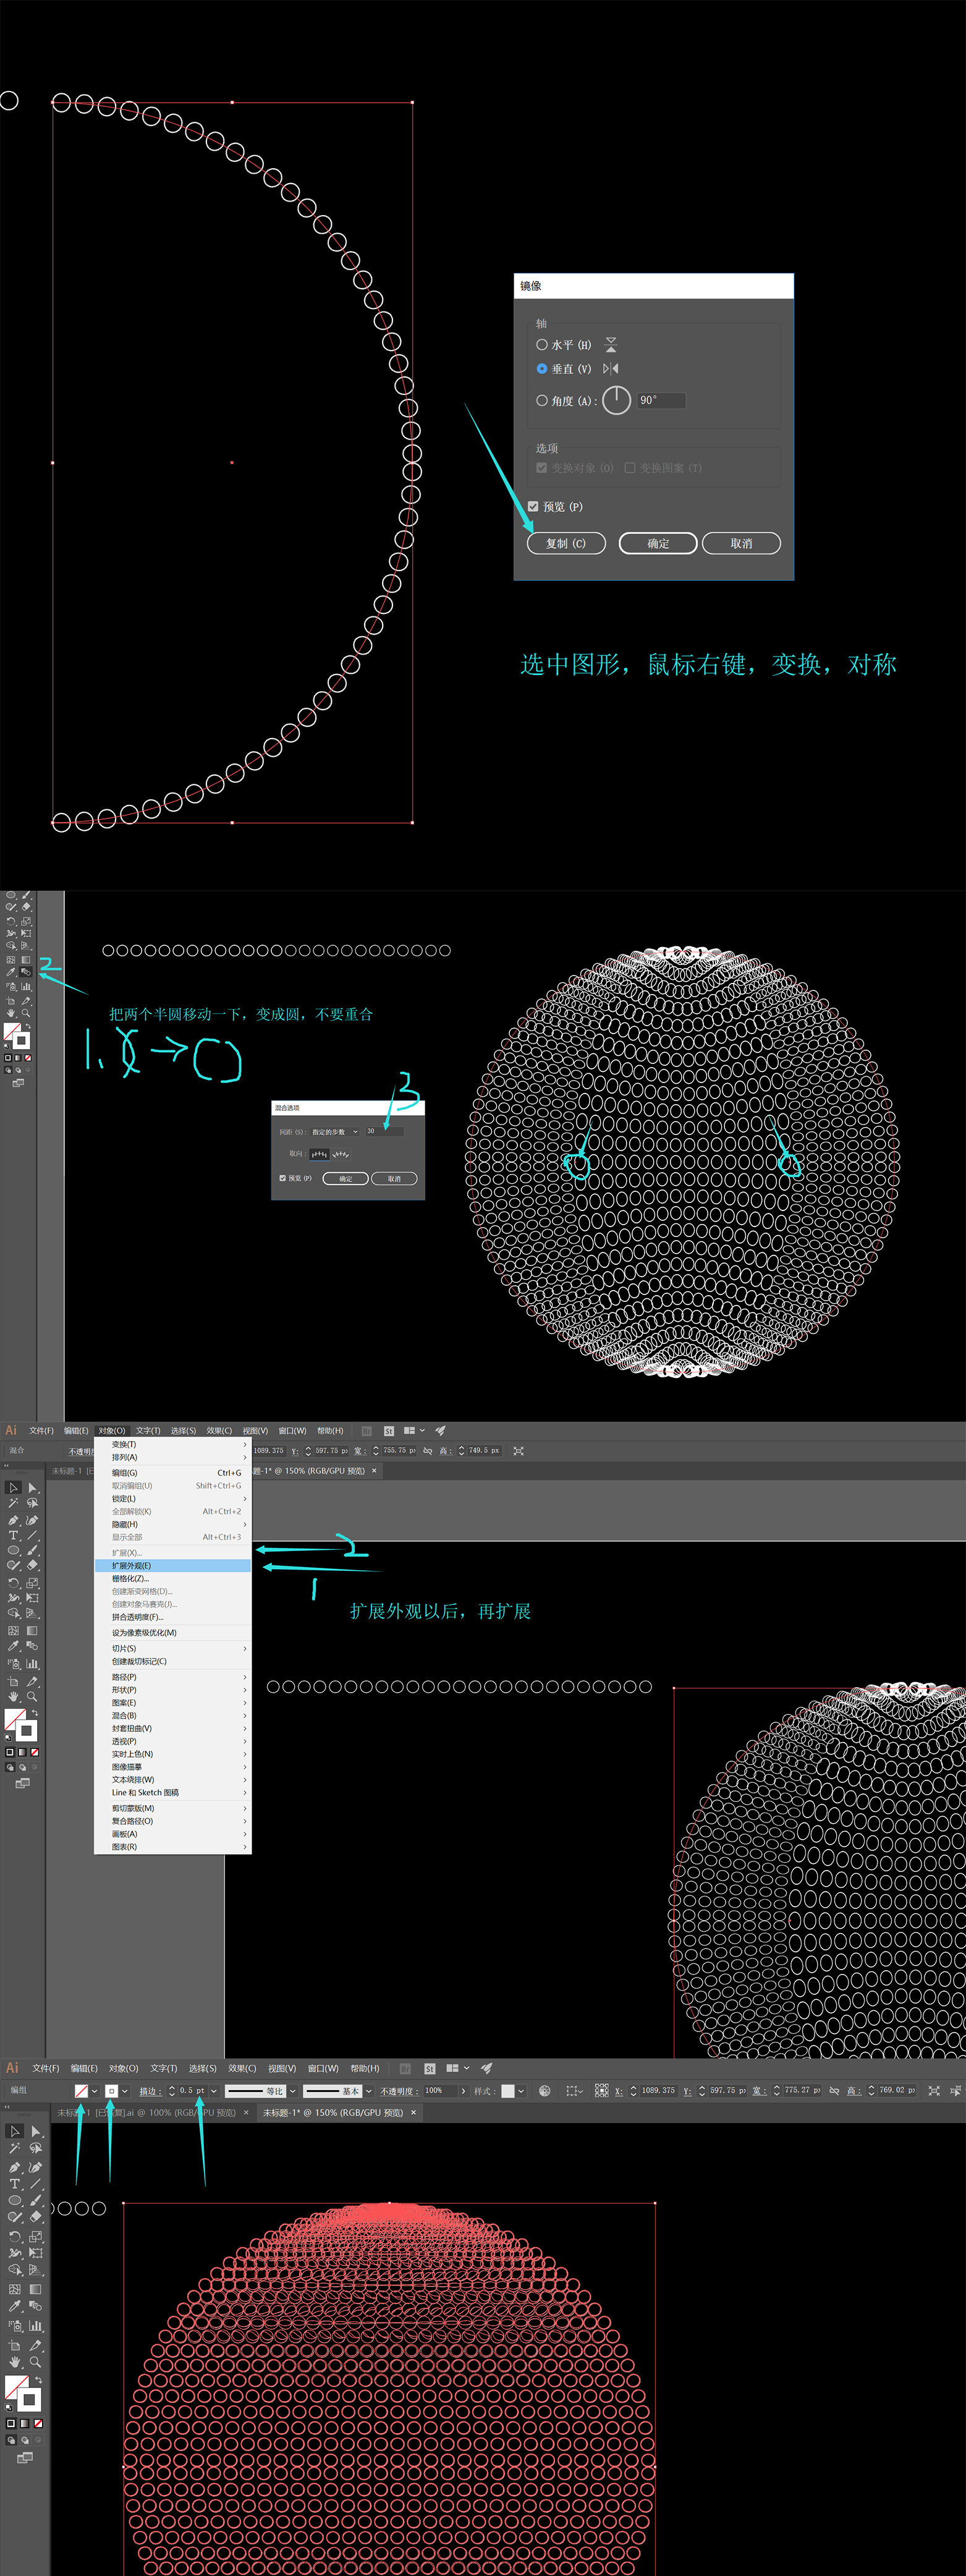 镜像
轴
水平 (H)
垂直 (V)
角度 (A): 90°
选项
变换对象 (O) 变换图案 (T)
预览 (P)
复制 (C) 确定 取消
选中图形，鼠标右键，变换，对称
2
把两个半圆移动一下，变成圆，不要重合
1.
3
混合选项
间距 (S): 指定的步数 30
取向:
预览 (P) 确定 取消
Ai 文件(F) 编辑(E) 对象(O) 文字(T) 选择(S) 效果(C) 视图(V) 窗口(W) 帮助(H) Br St
混合 不透明度 1089.375 Y: 597.75 px 宽: 755.75 px 高: 749.5 px
未标题-1 题-1* @ 150% (RGB/GPU 预览) ×
变换(T)
排列(A)
编组(G) Ctrl+G
取消编组(U) Shift+Ctrl+G
锁定(L)
全部解锁(K) Alt+Ctrl+2
隐藏(H)
显示全部 Alt+Ctrl+3
扩展(X)...
扩展外观(E)
栅格化(Z)...
创建渐变网格(D)...
创建对象马赛克(J)...
拼合透明度(F)...
设为像素级优化(M)
切片(S)
创建裁切标记(C)
路径(P)
形状(P)
图案(E)
混合(B)
封套扭曲(V)
透视(P)
实时上色(N)
图像描摹
文本绕排(W)
Line 和 Sketch 图稿
剪切蒙版(M)
复合路径(O)
画板(A)
图表(R)
2
1
扩展外观以后，再扩展
Ai 文件(F) 编辑(E) 对象(O) 文字(T) 选择(S) 效果(C) 视图(V) 窗口(W) 帮助(H) Br St
编组 描边: 0.5 pt 等比 基本 不透明度: 100% 样式: X: 1089.375 Y: 597.75 px 宽: 775.27 px 高: 769.02 px
未标题-1 [已恢复].ai @ 100% (RGB/GPU 预览) × 未标题-1* @ 150% (RGB/GPU 预览) ×